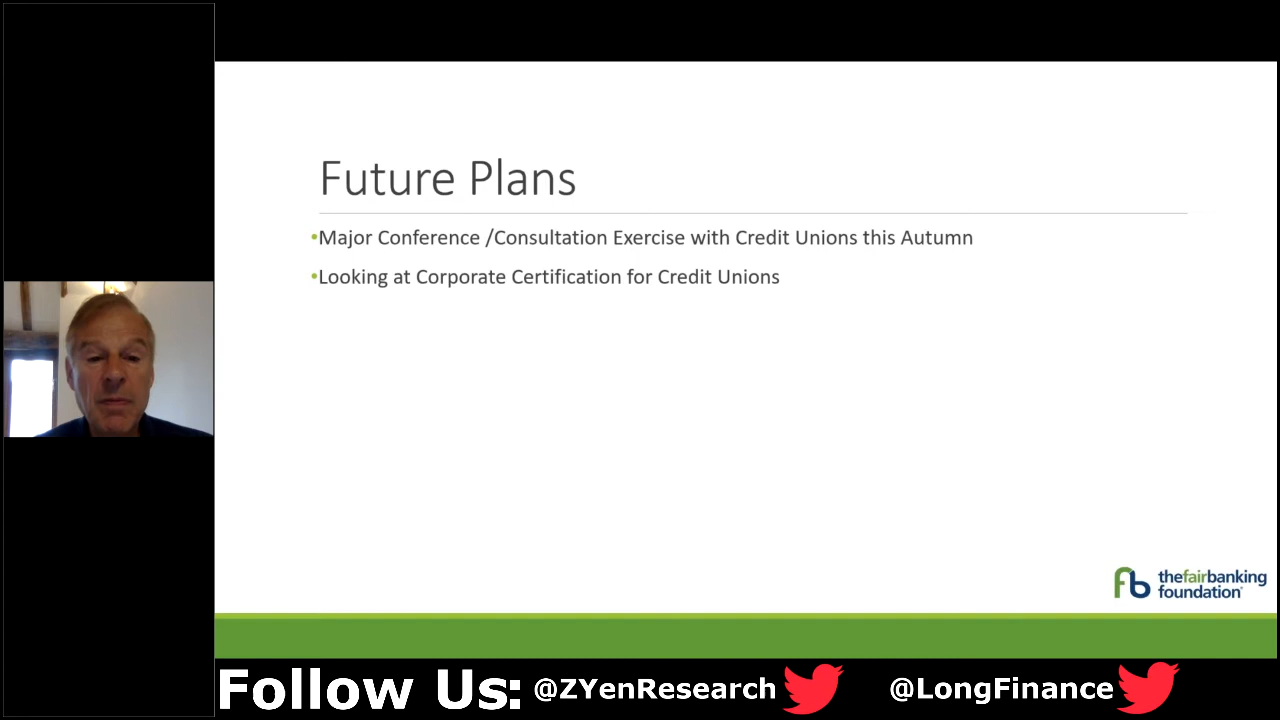 Future Plans
•Major Conference /Consultation Exercise with Credit Unions this Autumn
•Looking at Corporate Certification for Credit Unions
fb thefairbanking
foundation
Follow Us: @ZYenResearch @LongFinance